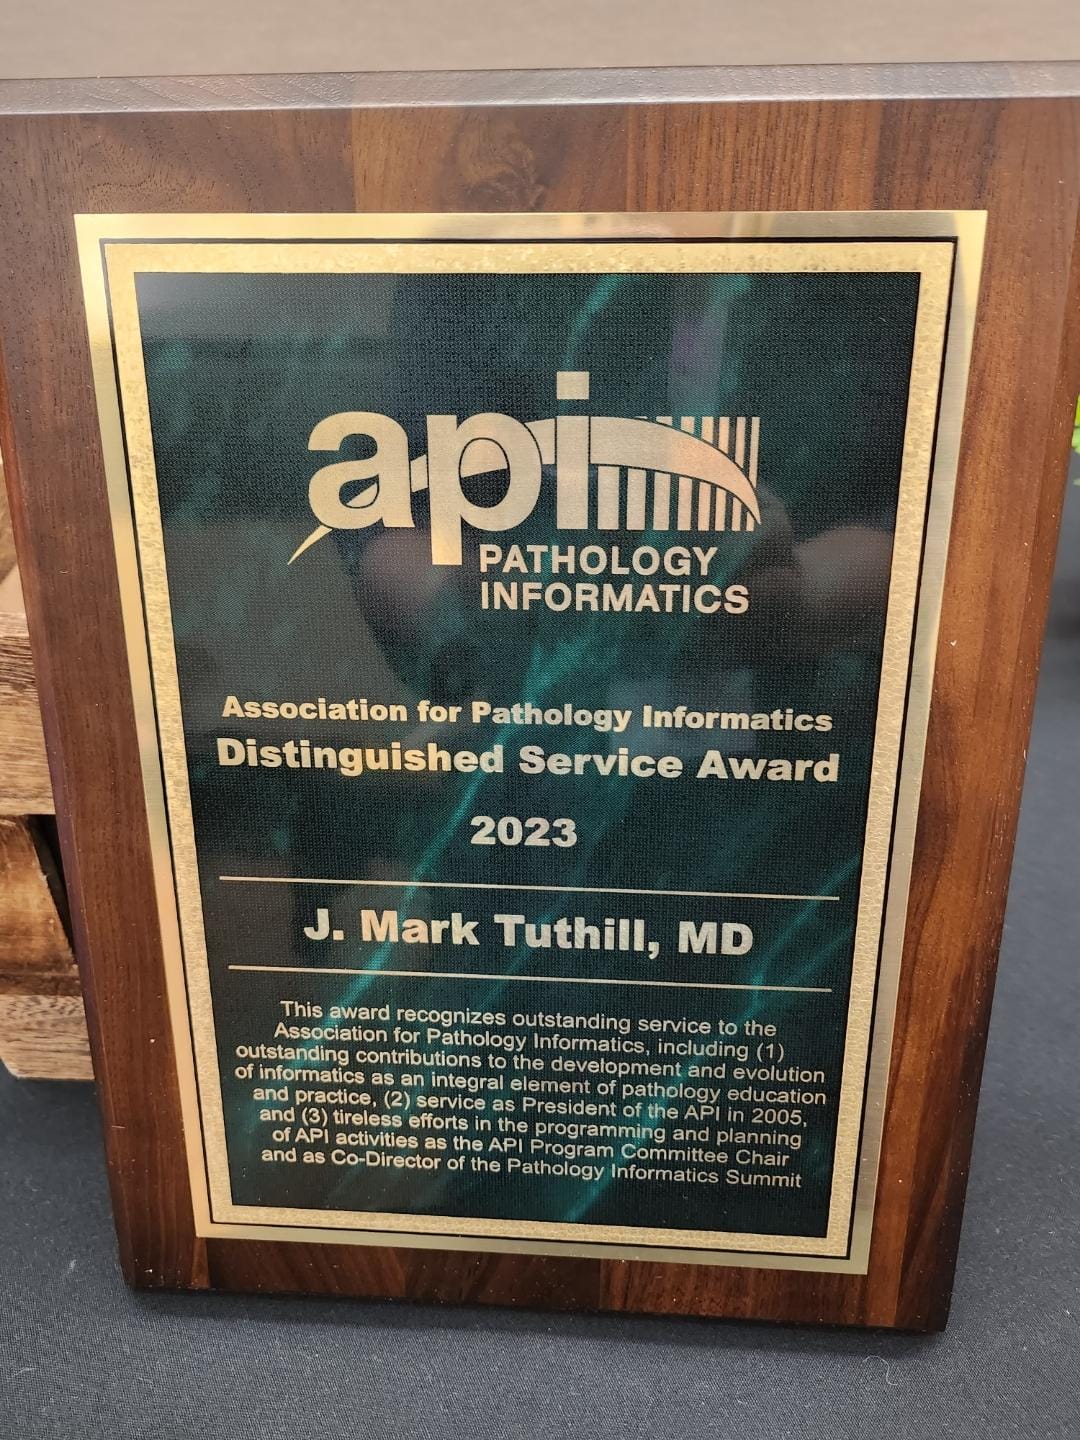 api
PATHOLOGY
INFORMATICS
Association for Pathology Informatics
Distinguished Service Award
2023
J. Mark Tuthill, MD
This award recognizes outstanding service to the
Association for Pathology Informatics, including (1)
outstanding contributions to the development and evolution
of informatics as an integral element of pathology education
and practice, (2) service as President of the API in 2005,
and (3) tireless efforts in the programming and planning
of API activities as the API Program Committee Chair
and as Co-Director of the Pathology Informatics Summit